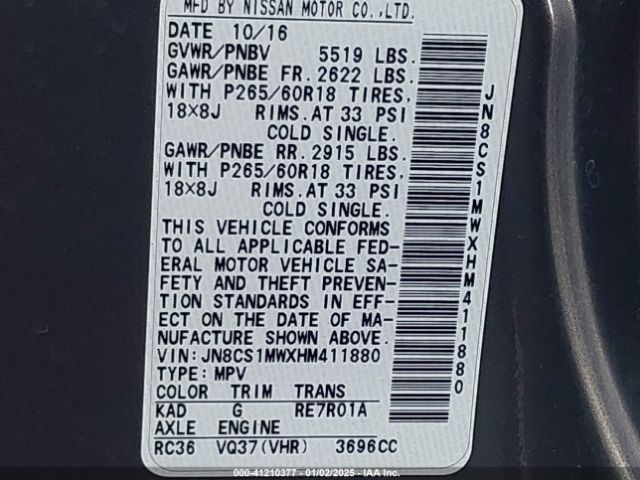 MFD BY NISSAN MOTOR CO.,LTD.
DATE 10/16
GVWR/PNBV 5519 LBS.
GAWR/PNBE FR. 2622 LBS.
WITH P265/60R18 TIRES,
18×8J RIMS. AT 33 PSI
COLD SINGLE.
GAWR/PNBE RR. 2915 LBS.
WITH P265/60R18 TIRES,
18×8J RIMS. AT 33 PSI
COLD SINGLE.
THIS VEHICLE CONFORMS
TO ALL APPLICABLE FED-
ERAL MOTOR VEHICLE SA-
FETY AND THEFT PREVEN-
TION STANDARDS IN EFF-
ECT ON THE DATE OF MA-
NUFACTURE SHOWN ABOVE.
VIN: JN8CS1MWXHM411880
TYPE: MPV
COLOR TRIM TRANS
KAD G RE7R01A
AXLE ENGINE
RC36 VQ37(VHR) 3696CC
JN8CS1MWXHM411880
000-41210377 - 01/02/2025 - IAA Inc.